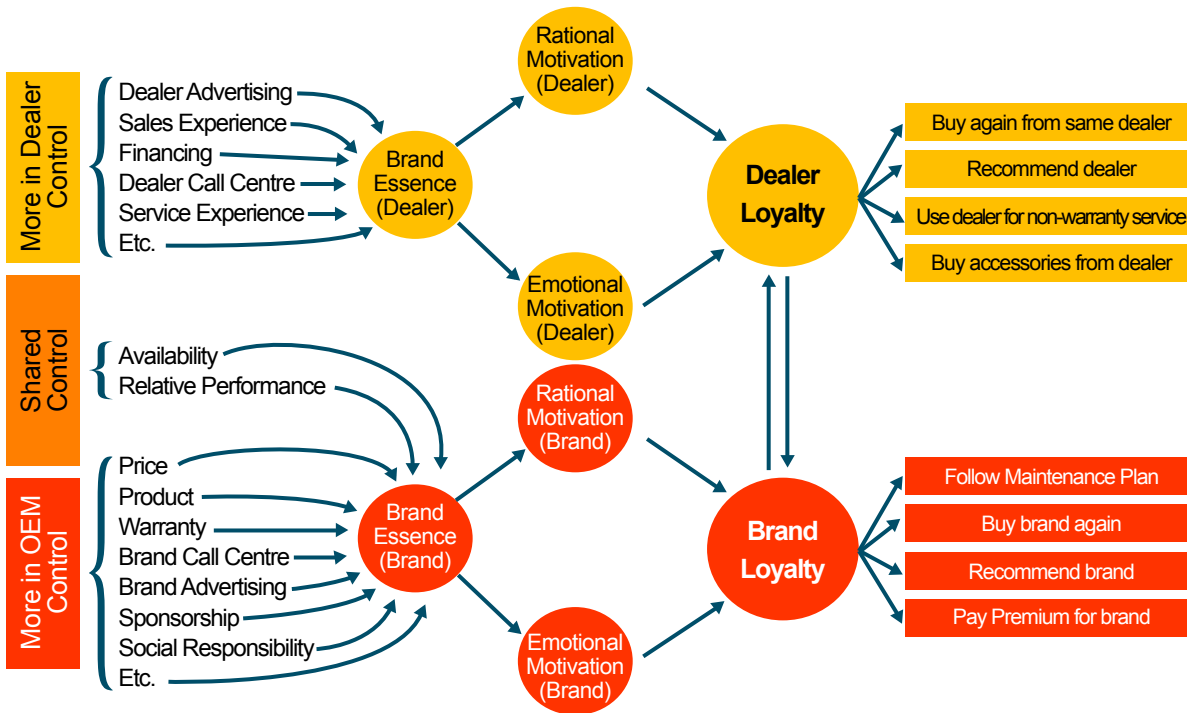 More in Dealer
Control
Dealer Advertising
Sales Experience
Financing
Dealer Call Centre
Service Experience
Etc.
Brand
Essence
(Dealer)
Rational
Motivation
(Dealer)
Emotional
Motivation
(Dealer)
Dealer
Loyalty
Buy again from same dealer
Recommend dealer
Use dealer for non-warranty service
Buy accessories from dealer
Shared
Control
Availability
Relative Performance
More in OEM
Control
Price
Product
Warranty
Brand Call Centre
Brand Advertising
Sponsorship
Social Responsibility
Etc.
Brand
Essence
(Brand)
Rational
Motivation
(Brand)
Emotional
Motivation
(Brand)
Brand
Loyalty
Follow Maintenance Plan
Buy brand again
Recommend brand
Pay Premium for brand